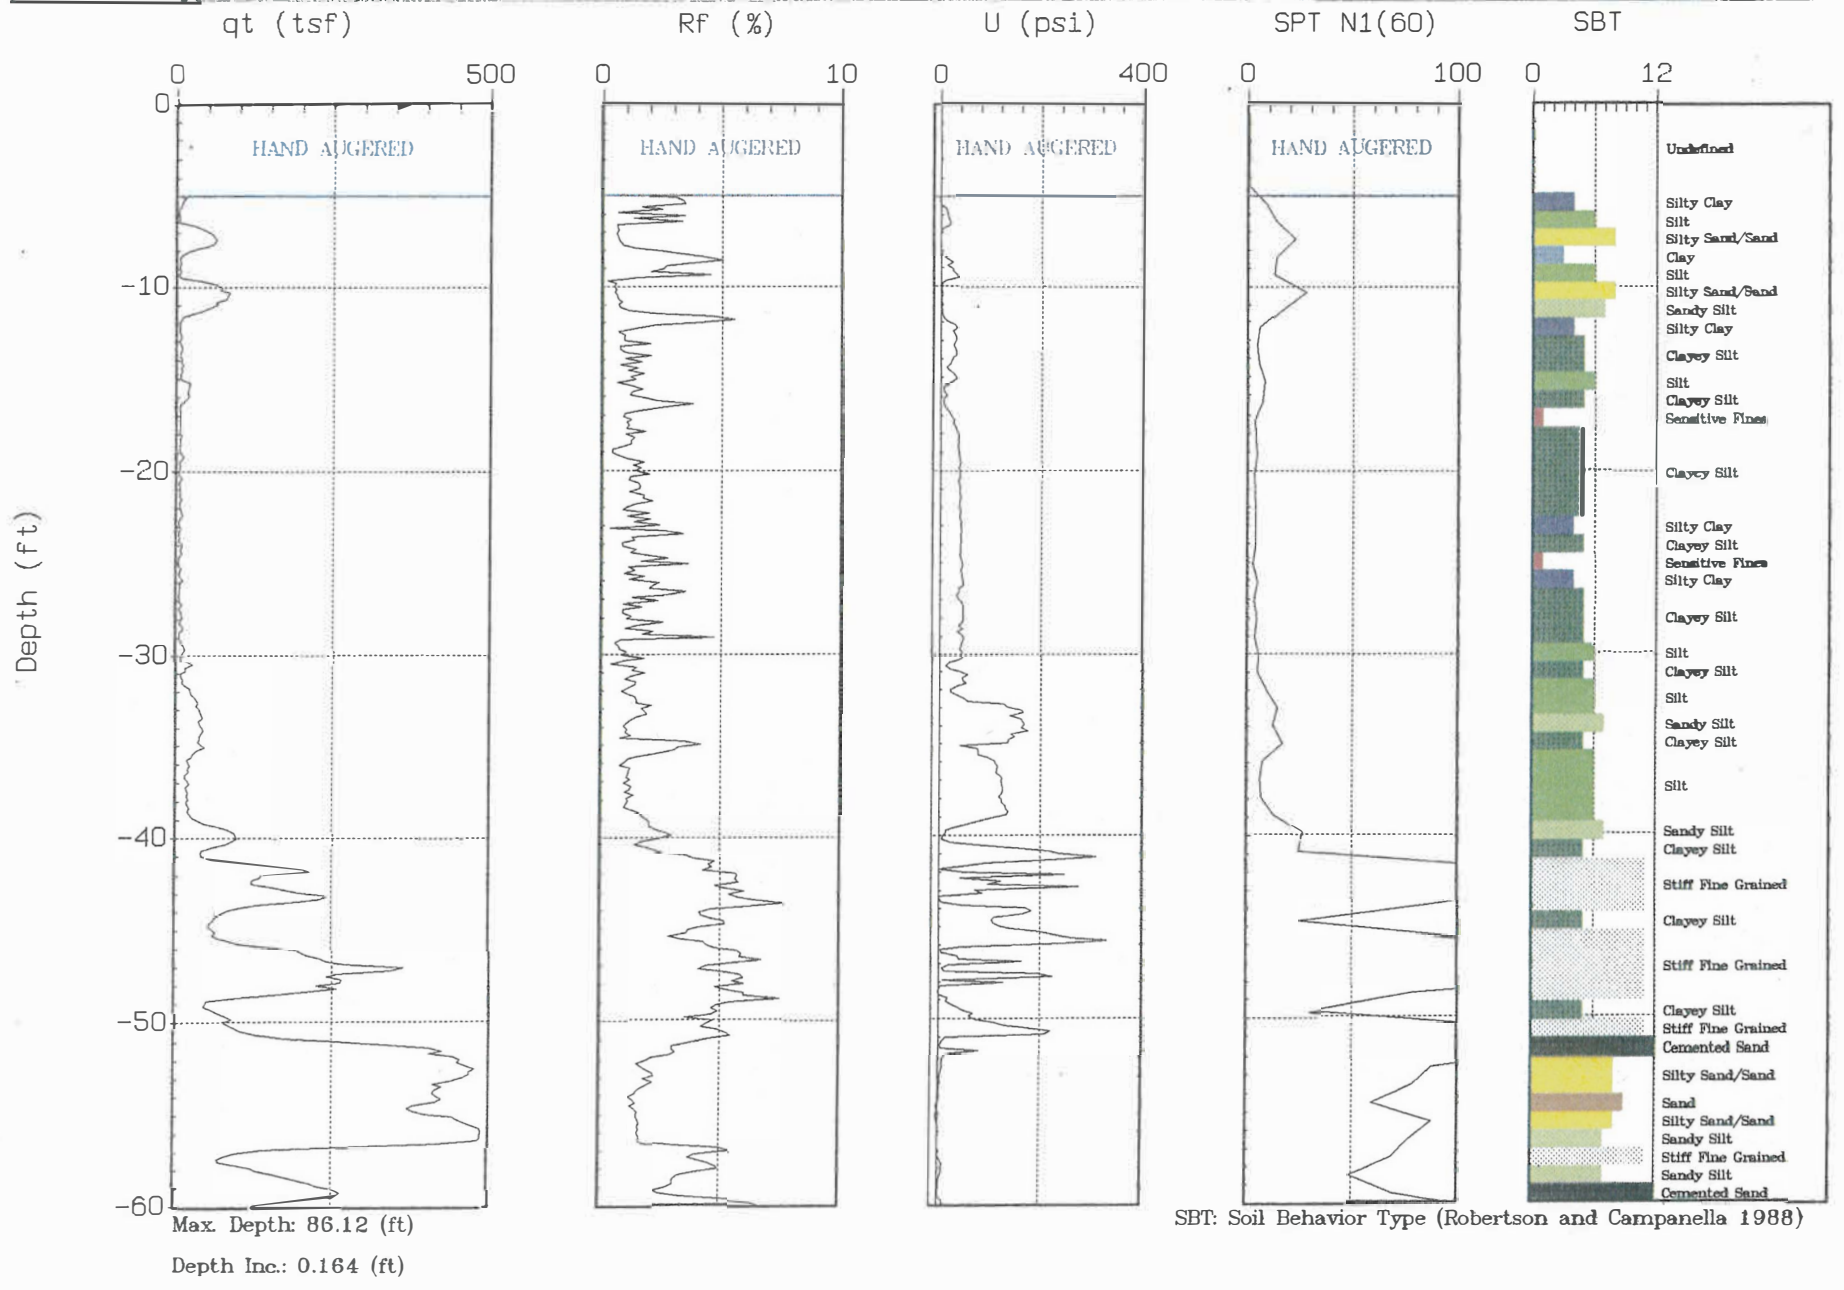 qt (tsf) Rf (%) U (psi) SPT N1(60) SBT
0 500 0 10 0 400 0 100 0 12
0
HAND AUGERED HAND AUGERED HAND AUGERED HAND AUGERED
Undefined
Silty Clay
Silt
Silty Sand/Sand
Clay
Silt
-10
Silty Sand/Sand
Sandy Silt
Silty Clay
Clayey Silt
Silt
Clayey Silt
Sensitive Fines
-20
Clayey Silt
Silty Clay
Clayey Silt
Sensitive Fines
Silty Clay
Depth (ft)
Clayey Silt
-30
Silt
Clayey Silt
Silt
Sandy Silt
Clayey Silt
Silt
-40
Sandy Silt
Clayey Silt
Stiff Fine Grained
Clayey Silt
Stiff Fine Grained
Clayey Silt
-50
Stiff Fine Grained
Cemented Sand
Silty Sand/Sand
Sand
Silty Sand/Sand
Sandy Silt
Stiff Fine Grained
Sandy Silt
Cemented Sand
-60
Max. Depth: 86.12 (ft)
SBT: Soil Behavior Type (Robertson and Campanella 1988)
Depth Inc.: 0.164 (ft)